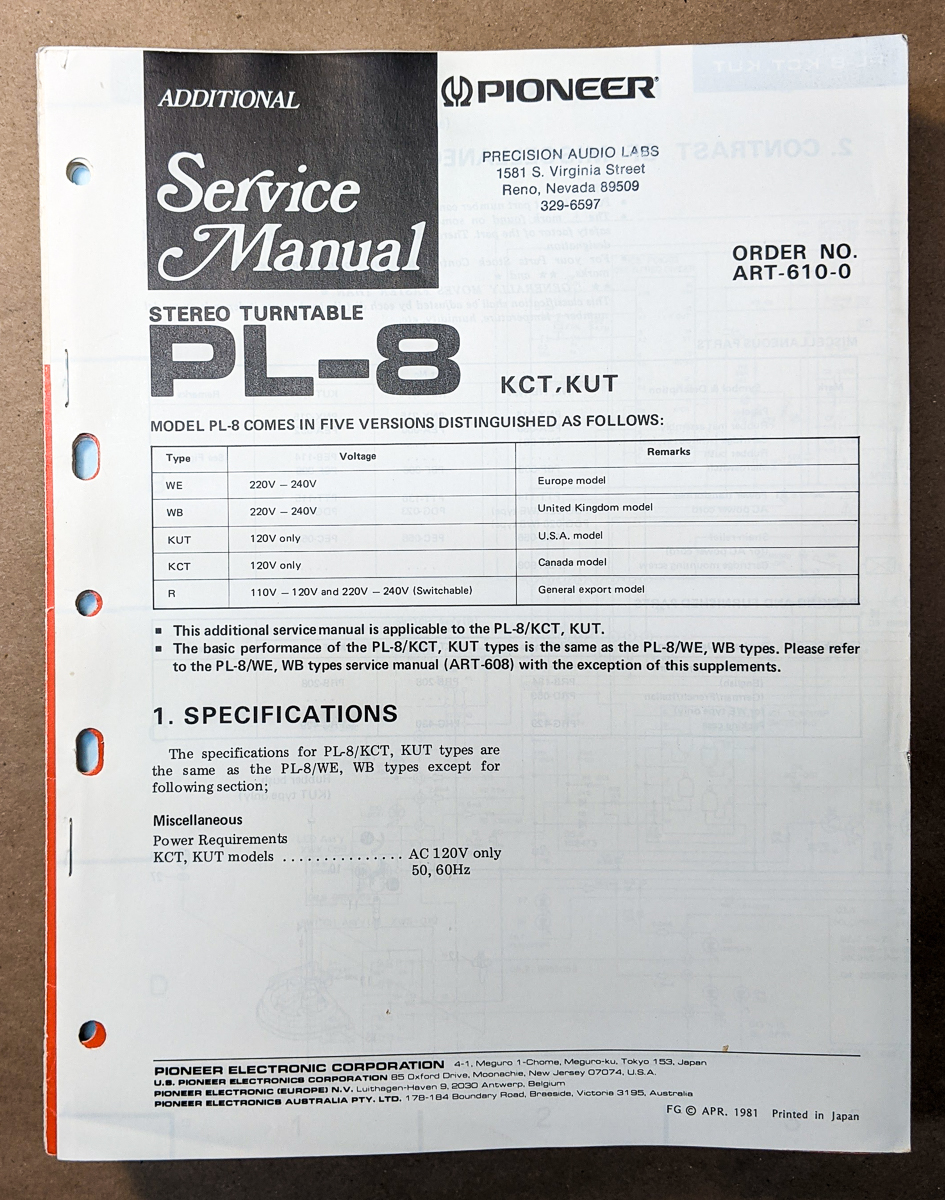 ADDITIONAL
Service
Manual
PIONEER®
PRECISION AUDIO LABS
1581 S. Virginia Street
Reno, Nevada 89509
329-6597
ORDER NO.
ART-610-0
STEREO TURNTABLE
PL-8 KCT, KUT
MODEL PL-8 COMES IN FIVE VERSIONS DISTINGUISHED AS FOLLOWS:
Type Voltage Remarks
WE 220V – 240V Europe model
WB 220V – 240V United Kingdom model
KUT 120V only U.S.A. model
KCT 120V only Canada model
R 110V – 120V and 220V – 240V (Switchable) General export model
■ This additional service manual is applicable to the PL-8/KCT, KUT.
■ The basic performance of the PL-8/KCT, KUT types is the same as the PL-8/WE, WB types. Please refer
to the PL-8/WE, WB types service manual (ART-608) with the exception of this supplements.
1. SPECIFICATIONS
The specifications for PL-8/KCT, KUT types are
the same as the PL-8/WE, WB types except for
following section;
Miscellaneous
Power Requirements
KCT, KUT models . . . . . . . . . . . . . . . AC 120V only
50, 60Hz
PIONEER ELECTRONIC CORPORATION 4-1, Meguro 1-Chome, Meguro-ku, Tokyo 153, Japan
U.S. PIONEER ELECTRONICS CORPORATION 85 Oxford Drive, Moonachie, New Jersey 07074, U.S.A.
PIONEER ELECTRONIC (EUROPE) N.V. Luithagen-Haven 9, 2030 Antwerp, Belgium
PIONEER ELECTRONICS AUSTRALIA PTY. LTD. 178-184 Boundary Road, Braeside, Victoria 3195, Australia
FG © APR. 1981 Printed in Japan